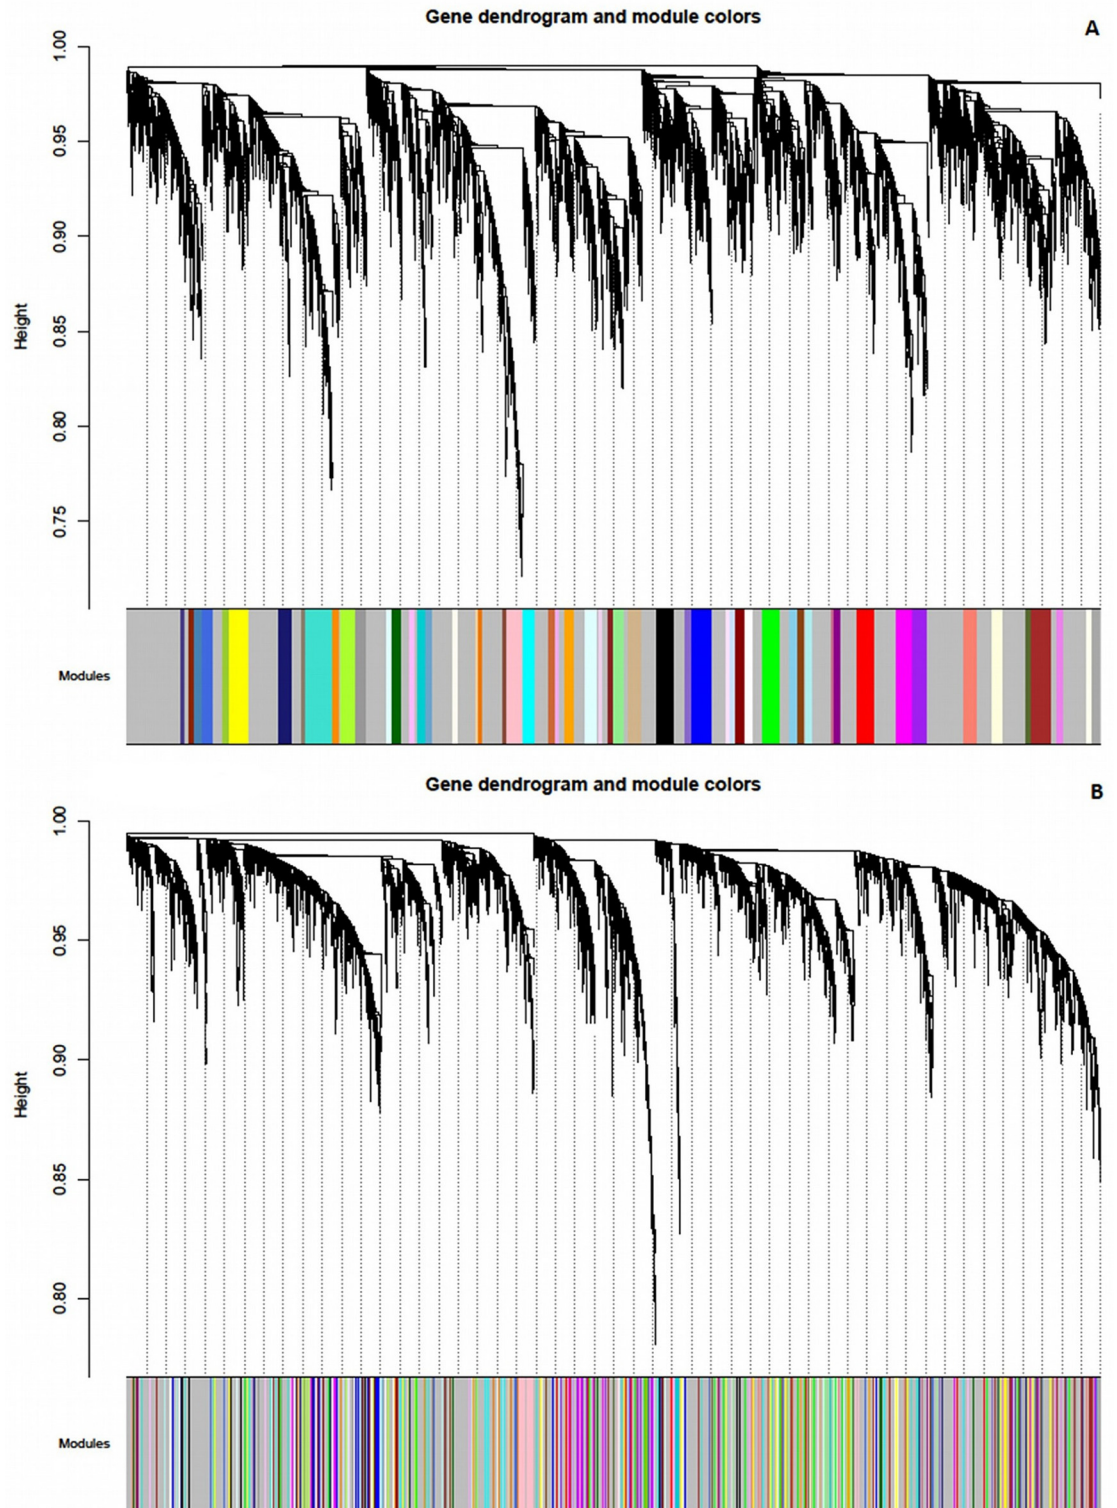 Gene dendrogram and module colors
A
1.00
0.95
0.90
0.85
0.80
0.75
Height
Modules
Gene dendrogram and module colors
B
1.00
0.95
0.90
0.85
0.80
Height
Modules